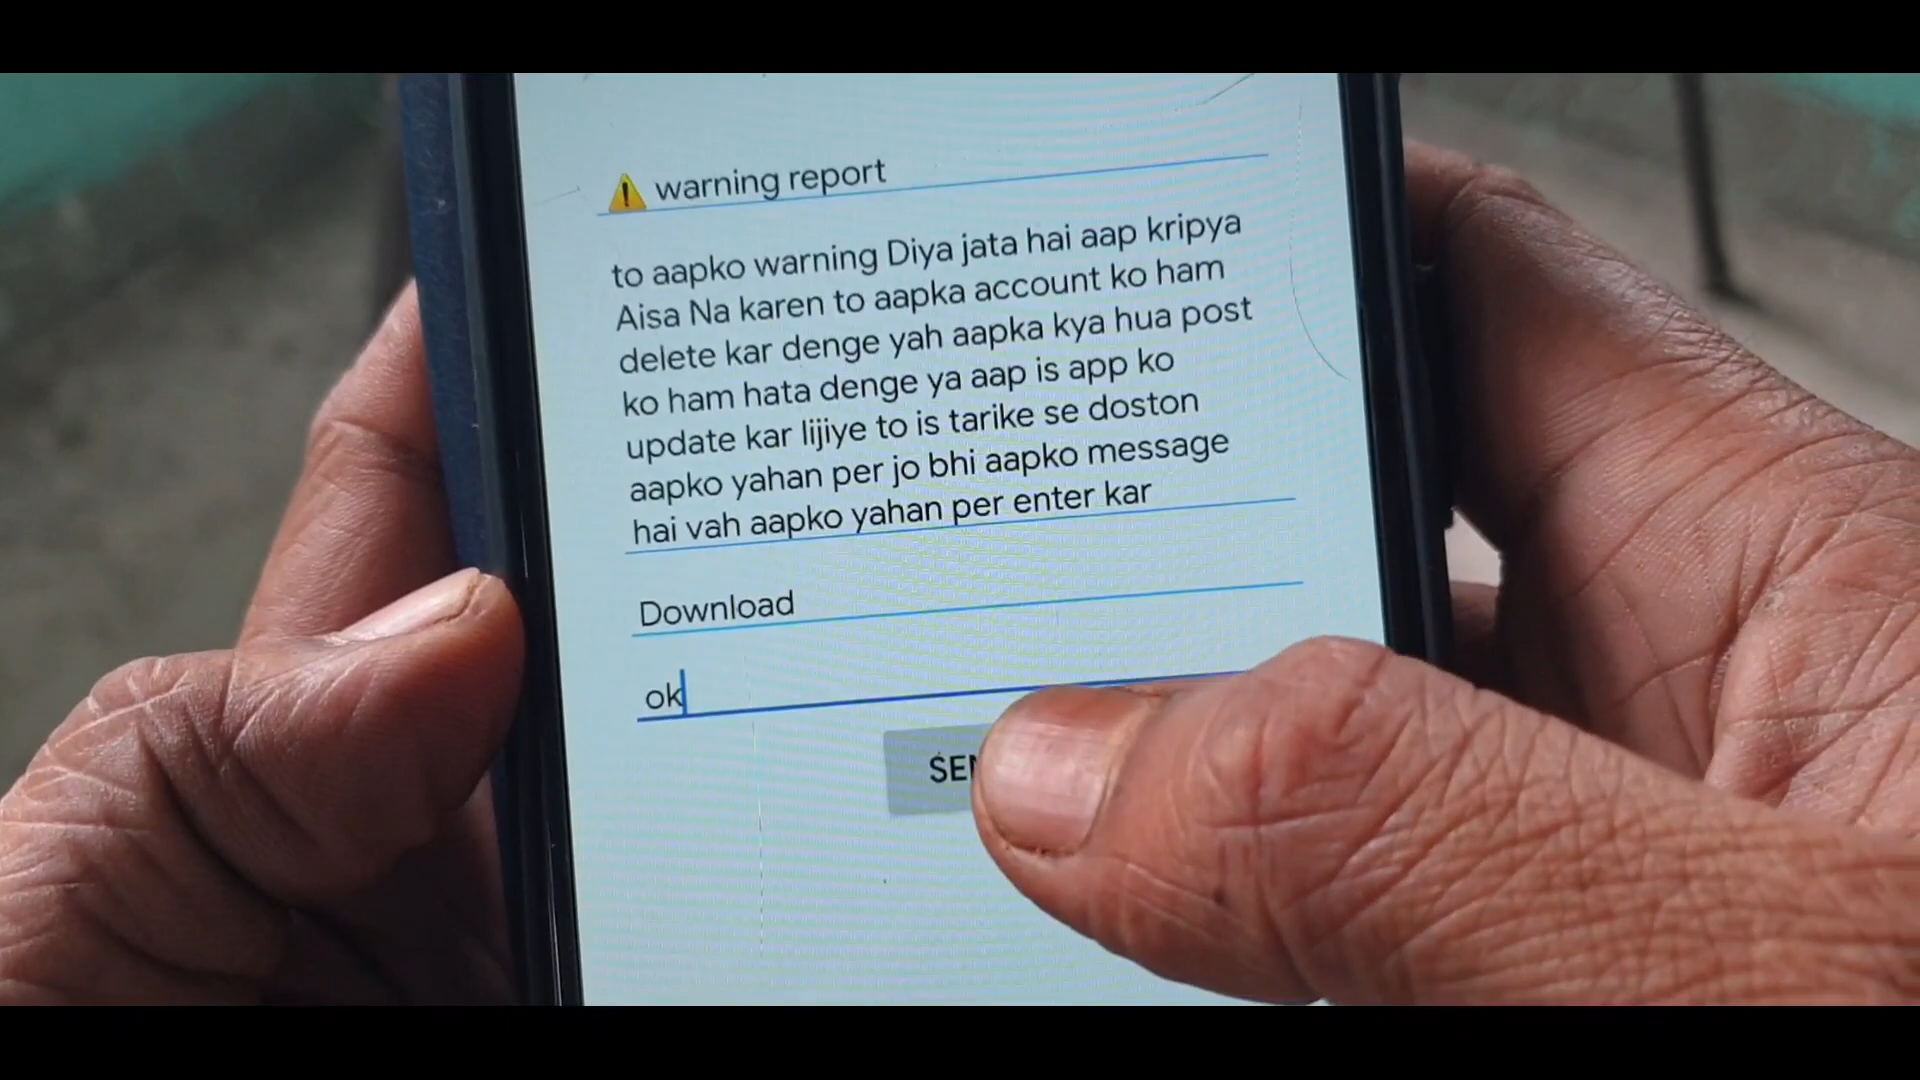 ⚠ warning report
to aapko warning Diya jata hai aap kripya
Aisa Na karen to aapka account ko ham
delete kar denge yah aapka kya hua post
ko ham hata denge ya aap is app ko
update kar lijiye to is tarike se doston
aapko yahan per jo bhi aapko message
hai vah aapko yahan per enter kar
Download
ok